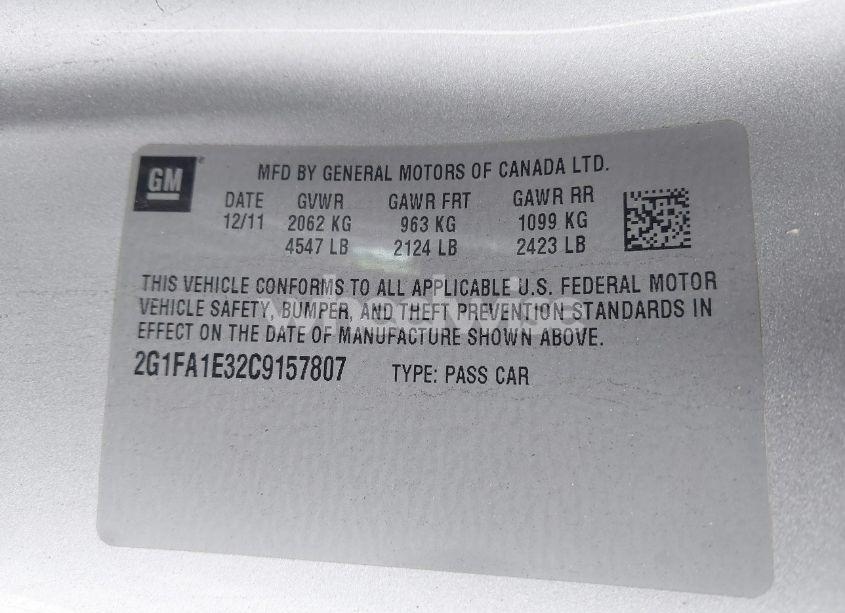 GM
MFD BY GENERAL MOTORS OF CANADA LTD.
DATE GVWR GAWR FRT GAWR RR
12/11 2062 KG 963 KG 1099 KG
4547 LB 2124 LB 2423 LB
THIS VEHICLE CONFORMS TO ALL APPLICABLE U.S. FEDERAL MOTOR
VEHICLE SAFETY, BUMPER, AND THEFT PREVENTION STANDARDS IN
EFFECT ON THE DATE OF MANUFACTURE SHOWN ABOVE.
2G1FA1E32C9157807 TYPE: PASS CAR